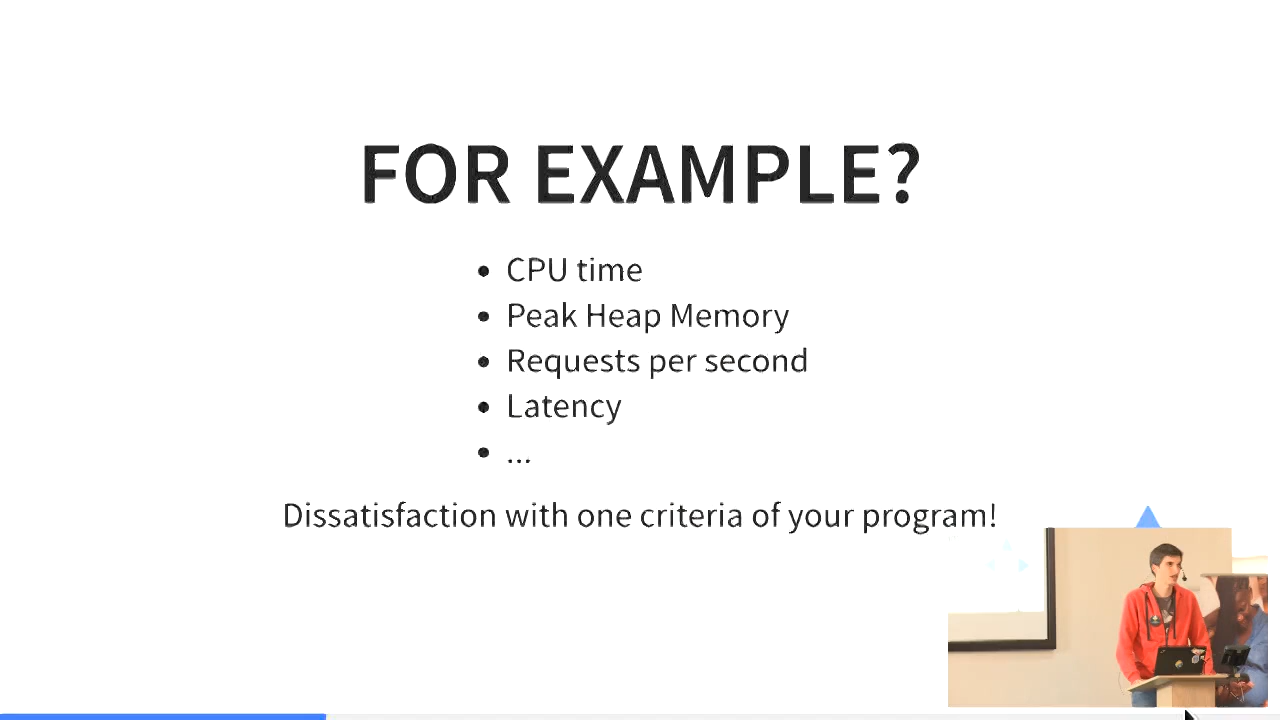 FOR EXAMPLE?
• CPU time
• Peak Heap Memory
• Requests per second
• Latency
• ...
Dissatisfaction with one criteria of your program!